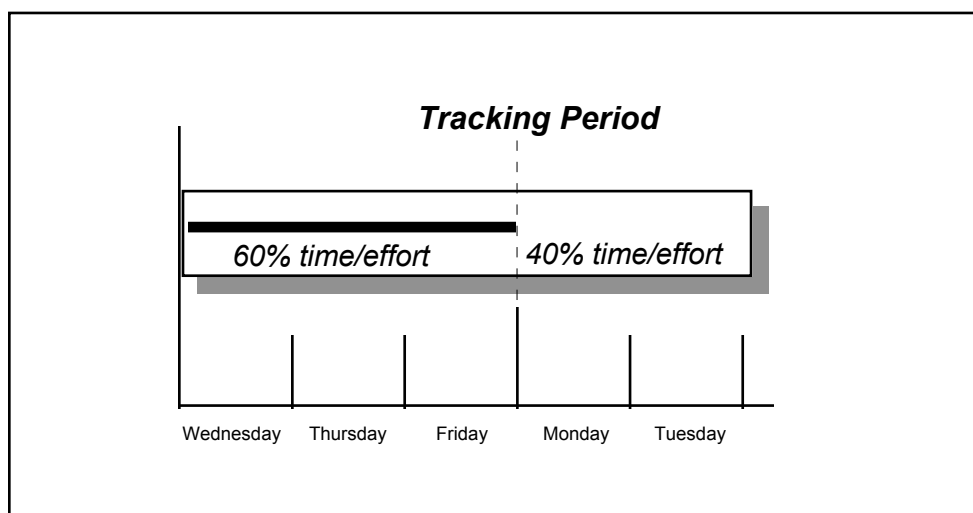 Tracking Period
60% time/effort 40% time/effort
Wednesday Thursday Friday Monday Tuesday